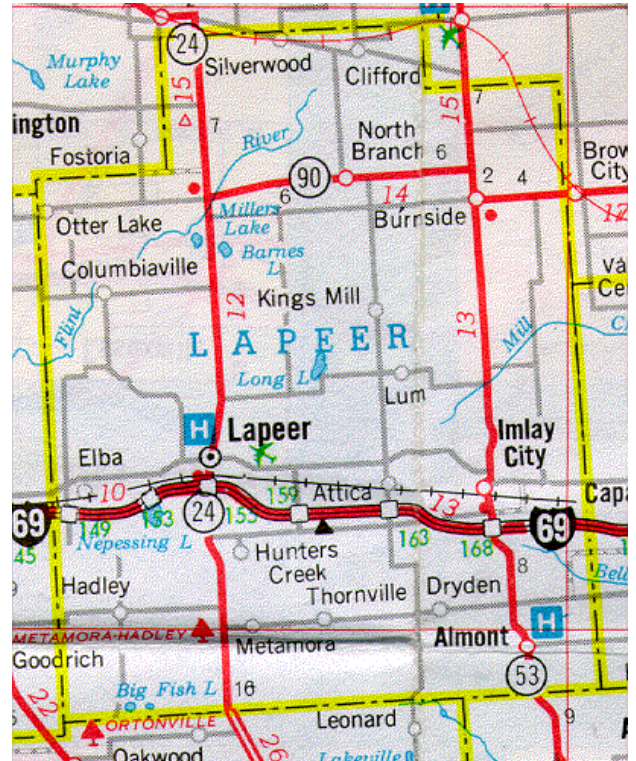 24
Silverwood
Murphy
Lake
Clifford
15
15
7
7
ington
River
North
Branch
6
Brow
City
Fostoria
90
6
14
2
4
Otter Lake
Millers
Lake
Burnside
17
Barnes
L
Columbiaville
Flint
12
Kings Mill
13
Mill
LAPEER
Long L
Lum
H
Lapeer
Imlay
City
Elba
10
159
Attica
13
Capa
69
149
153
24
155
69
45
Nepessing L
163
168
Hunters
Creek
8
Bell
Hadley
Thornville
Dryden
METAMORA-HADLEY
Metamora
Almont
H
Goodrich
53
22
Big Fish L
16
ORTONVILLE
Leonard
9
Oakwood
26
Lakeville